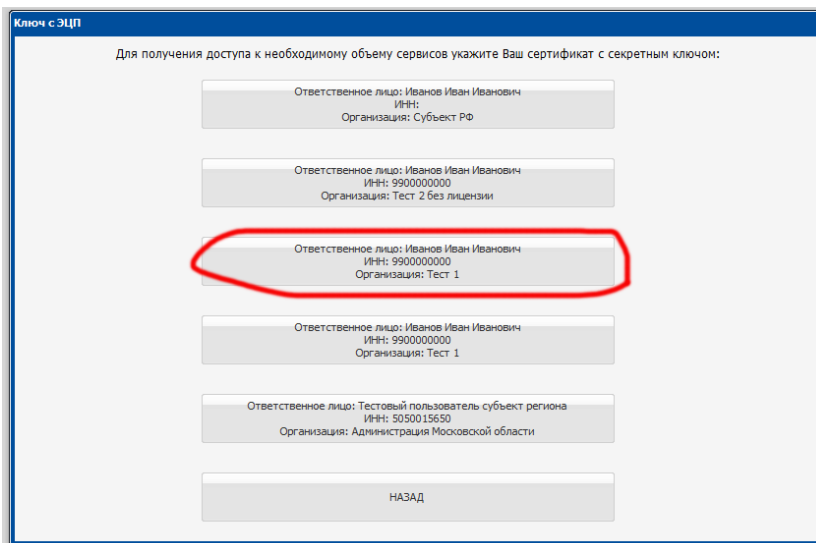 Ключ с ЭЦП
Для получения доступа к необходимому объему сервисов укажите Ваш сертификат с секретным ключом:
Ответственное лицо: Иванов Иван Иванович
ИНН:
Организация: Субъект РФ
Ответственное лицо: Иванов Иван Иванович
ИНН: 9900000000
Организация: Тест 2 без лицензии
Ответственное лицо: Иванов Иван Иванович
ИНН: 9900000000
Организация: Тест 1
Ответственное лицо: Иванов Иван Иванович
ИНН: 9900000000
Организация: Тест 1
Ответственное лицо: Тестовый пользователь субъект региона
ИНН: 5050015650
Организация: Администрация Московской области
НАЗАД